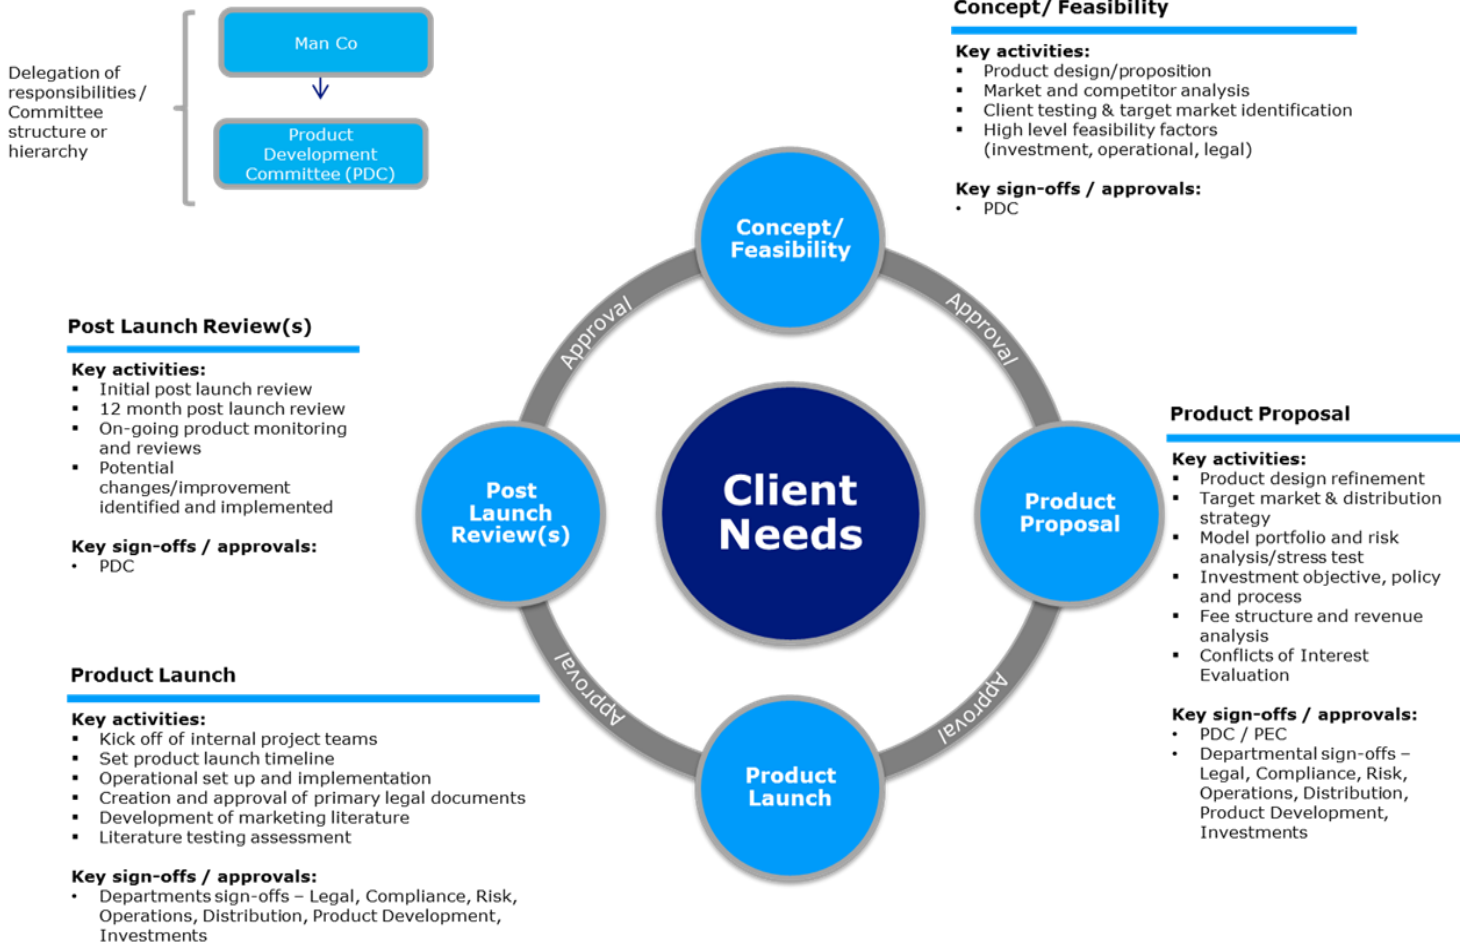 Delegation of
responsibilities /
Committee
structure or
hierarchy
Man Co
Product
Development
Committee (PDC)
Concept/ Feasibility
Key activities:
▪ Product design/proposition
▪ Market and competitor analysis
▪ Client testing & target market identification
▪ High level feasibility factors
(investment, operational, legal)
Key sign-offs / approvals:
• PDC
Concept/
Feasibility
Approval
Approval
Post Launch Review(s)
Key activities:
▪ Initial post launch review
▪ 12 month post launch review
▪ On-going product monitoring
and reviews
▪ Potential
changes/improvement
identified and implemented
Key sign-offs / approvals:
• PDC
Post
Launch
Review(s)
Client
Needs
Product
Proposal
Product Proposal
Key activities:
▪ Product design refinement
▪ Target market & distribution
strategy
▪ Model portfolio and risk
analysis/stress test
▪ Investment objective, policy
and process
▪ Fee structure and revenue
analysis
▪ Conflicts of Interest
Evaluation
Key sign-offs / approvals:
• PDC / PEC
• Departmental sign-offs –
Legal, Compliance, Risk,
Operations, Distribution,
Product Development,
Investments
Approval
Approval
Product
Launch
Product Launch
Key activities:
▪ Kick off of internal project teams
▪ Set product launch timeline
▪ Operational set up and implementation
▪ Creation and approval of primary legal documents
▪ Development of marketing literature
▪ Literature testing assessment
Key sign-offs / approvals:
• Departments sign-offs – Legal, Compliance, Risk,
Operations, Distribution, Product Development,
Investments